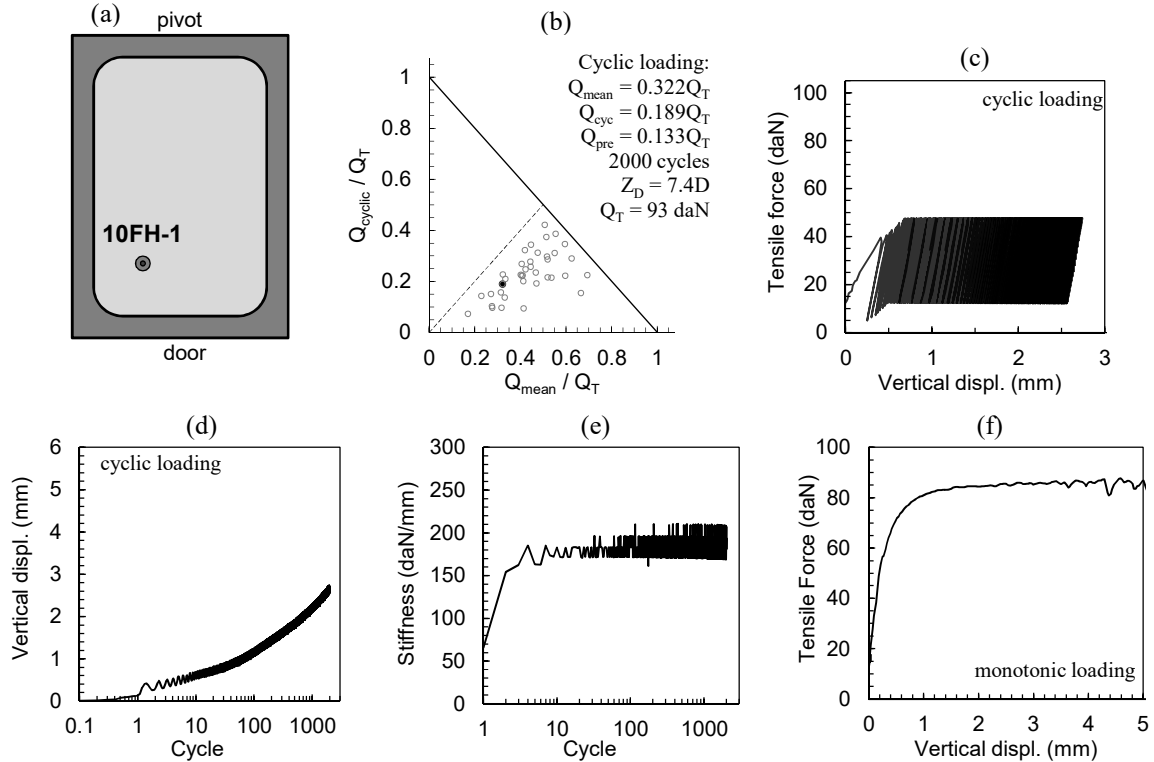 (a)
pivot
10FH-1
door
(b)
Cyclic loading:
Q_mean = 0.322Q_T
Q_cyc = 0.189Q_T
Q_pre = 0.133Q_T
2000 cycles
Z_D = 7.4D
Q_T = 93 daN
Q_cyclic / Q_T
1
0.8
0.6
0.4
0.2
0
0 0.2 0.4 0.6 0.8 1
Q_mean / Q_T
(c)
cyclic loading
Tensile force (daN)
100
80
60
40
20
0
0 1 2 3
Vertical displ. (mm)
(d)
cyclic loading
Vertical displ. (mm)
6
5
4
3
2
1
0
0.1 1 10 100 1000
Cycle
(e)
Stiffness (daN/mm)
300
250
200
150
100
50
0
1 10 100 1000
Cycle
(f)
Tensile Force (daN)
100
80
60
40
20
0
monotonic loading
0 1 2 3 4 5
Vertical displ. (mm)